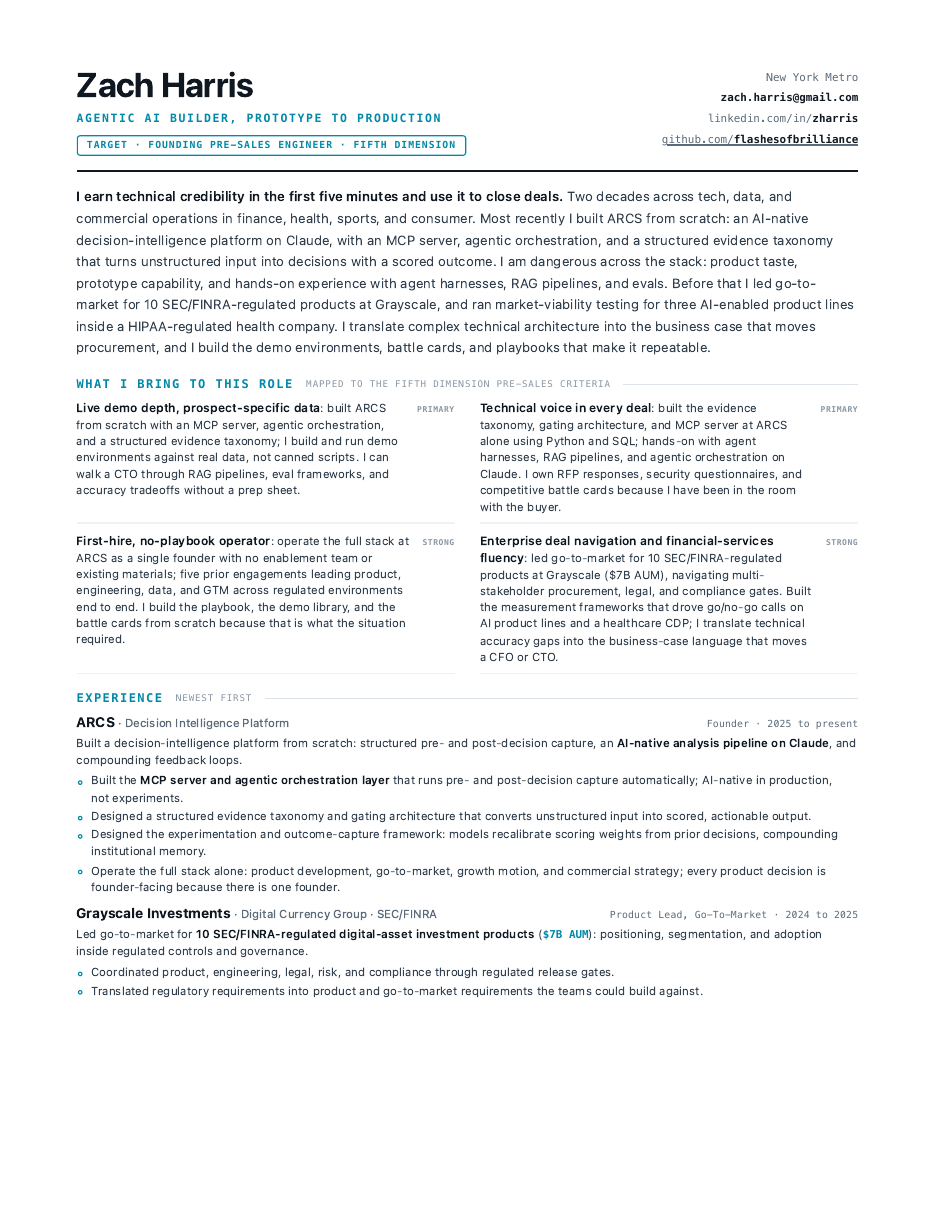 Zach Harris
AGENTIC AI BUILDER, PROTOTYPE TO PRODUCTION
TARGET · FOUNDING PRE-SALES ENGINEER · FIFTH DIMENSION
New York Metro
zach.harris@gmail.com
linkedin.com/in/zharris
github.com/flashesofbrilliance
I earn technical credibility in the first five minutes and use it to close deals. Two decades across tech, data, and
commercial operations in finance, health, sports, and consumer. Most recently I built ARCS from scratch: an AI-native
decision-intelligence platform on Claude, with an MCP server, agentic orchestration, and a structured evidence taxonomy
that turns unstructured input into decisions with a scored outcome. I am dangerous across the stack: product taste,
prototype capability, and hands-on experience with agent harnesses, RAG pipelines, and evals. Before that I led go-to-
market for 10 SEC/FINRA-regulated products at Grayscale, and ran market-viability testing for three AI-enabled product lines
inside a HIPAA-regulated health company. I translate complex technical architecture into the business case that moves
procurement, and I build the demo environments, battle cards, and playbooks that make it repeatable.
WHAT I BRING TO THIS ROLE MAPPED TO THE FIFTH DIMENSION PRE-SALES CRITERIA
Live demo depth, prospect-specific data: built ARCS PRIMARY
from scratch with an MCP server, agentic orchestration,
and a structured evidence taxonomy; I build and run demo
environments against real data, not canned scripts. I can
walk a CTO through RAG pipelines, eval frameworks, and
accuracy tradeoffs without a prep sheet.
Technical voice in every deal: built the evidence PRIMARY
taxonomy, gating architecture, and MCP server at ARCS
alone using Python and SQL; hands-on with agent
harnesses, RAG pipelines, and agentic orchestration on
Claude. I own RFP responses, security questionnaires, and
competitive battle cards because I have been in the room
with the buyer.
First-hire, no-playbook operator: operate the full stack at STRONG
ARCS as a single founder with no enablement team or
existing materials; five prior engagements leading product,
engineering, data, and GTM across regulated environments
end to end. I build the playbook, the demo library, and the
battle cards from scratch because that is what the situation
required.
Enterprise deal navigation and financial-services STRONG
fluency: led go-to-market for 10 SEC/FINRA-regulated
products at Grayscale ($7B AUM), navigating multi-
stakeholder procurement, legal, and compliance gates. Built
the measurement frameworks that drove go/no-go calls on
AI product lines and a healthcare CDP; I translate technical
accuracy gaps into the business-case language that moves
a CFO or CTO.
EXPERIENCE NEWEST FIRST
ARCS · Decision Intelligence Platform Founder · 2025 to present
Built a decision-intelligence platform from scratch: structured pre- and post-decision capture, an AI-native analysis pipeline on Claude, and
compounding feedback loops.
Built the MCP server and agentic orchestration layer that runs pre- and post-decision capture automatically; AI-native in production,
not experiments.
Designed a structured evidence taxonomy and gating architecture that converts unstructured input into scored, actionable output.
Designed the experimentation and outcome-capture framework: models recalibrate scoring weights from prior decisions, compounding
institutional memory.
Operate the full stack alone: product development, go-to-market, growth motion, and commercial strategy; every product decision is
founder-facing because there is one founder.
Grayscale Investments · Digital Currency Group · SEC/FINRA Product Lead, Go-To-Market · 2024 to 2025
Led go-to-market for 10 SEC/FINRA-regulated digital-asset investment products ($7B AUM): positioning, segmentation, and adoption
inside regulated controls and governance.
Coordinated product, engineering, legal, risk, and compliance through regulated release gates.
Translated regulatory requirements into product and go-to-market requirements the teams could build against.